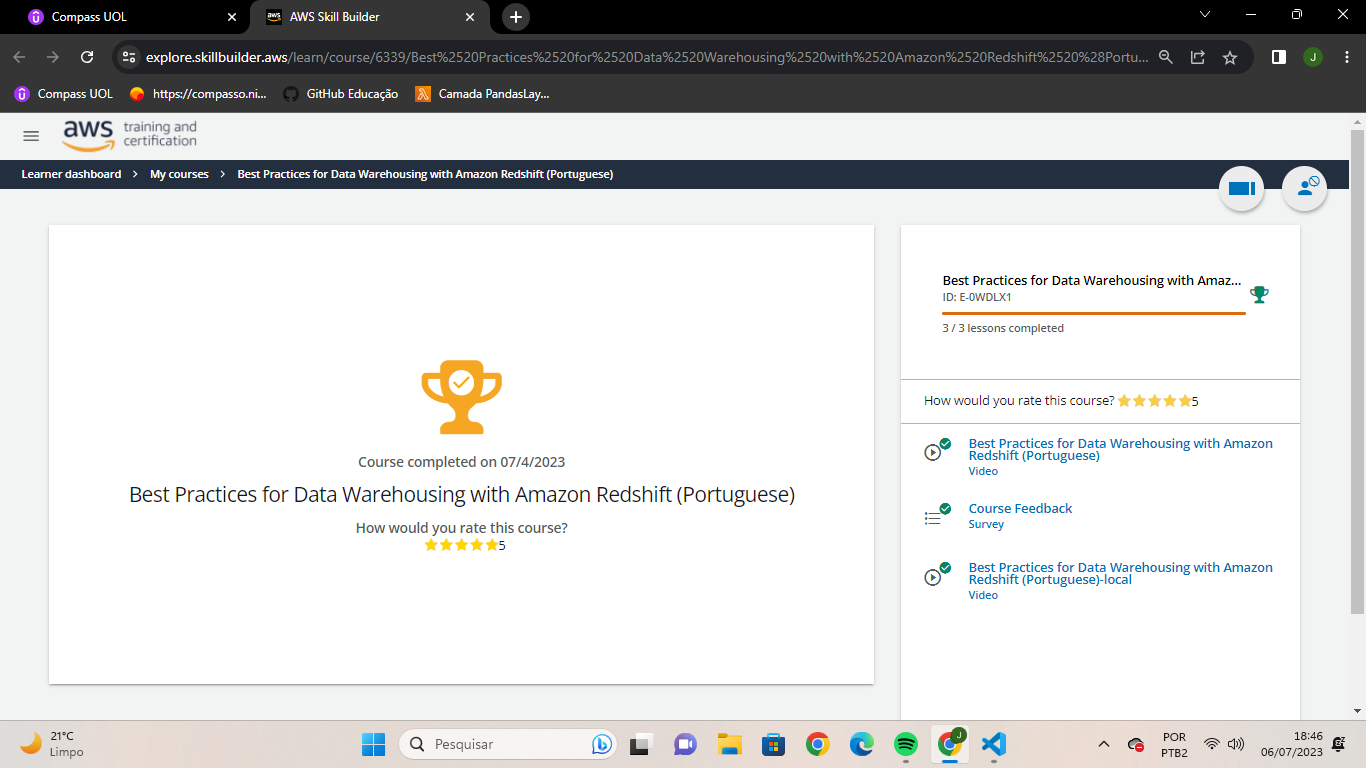 Compass UOL
AWS Skill Builder
explore.skillbuilder.aws/learn/course/6339/Best%2520Practices%2520for%2520Data%2520Warehousing%2520with%2520Amazon%2520Redshift%2520%28Portu...
J
Compass UOL
https://compasso.ni...
GitHub Educação
Camada PandasLay...
aws training and
certification
Learner dashboard > My courses > Best Practices for Data Warehousing with Amazon Redshift (Portuguese)
Course completed on 07/4/2023
Best Practices for Data Warehousing with Amazon Redshift (Portuguese)
How would you rate this course?
5
Best Practices for Data Warehousing with Amaz...
ID: E-0WDLX1
3 / 3 lessons completed
How would you rate this course? 5
Best Practices for Data Warehousing with Amazon
Redshift (Portuguese)
Video
Course Feedback
Survey
Best Practices for Data Warehousing with Amazon
Redshift (Portuguese)-local
Video
21°C
Limpo
Pesquisar
J
POR
PTB2
18:46
06/07/2023